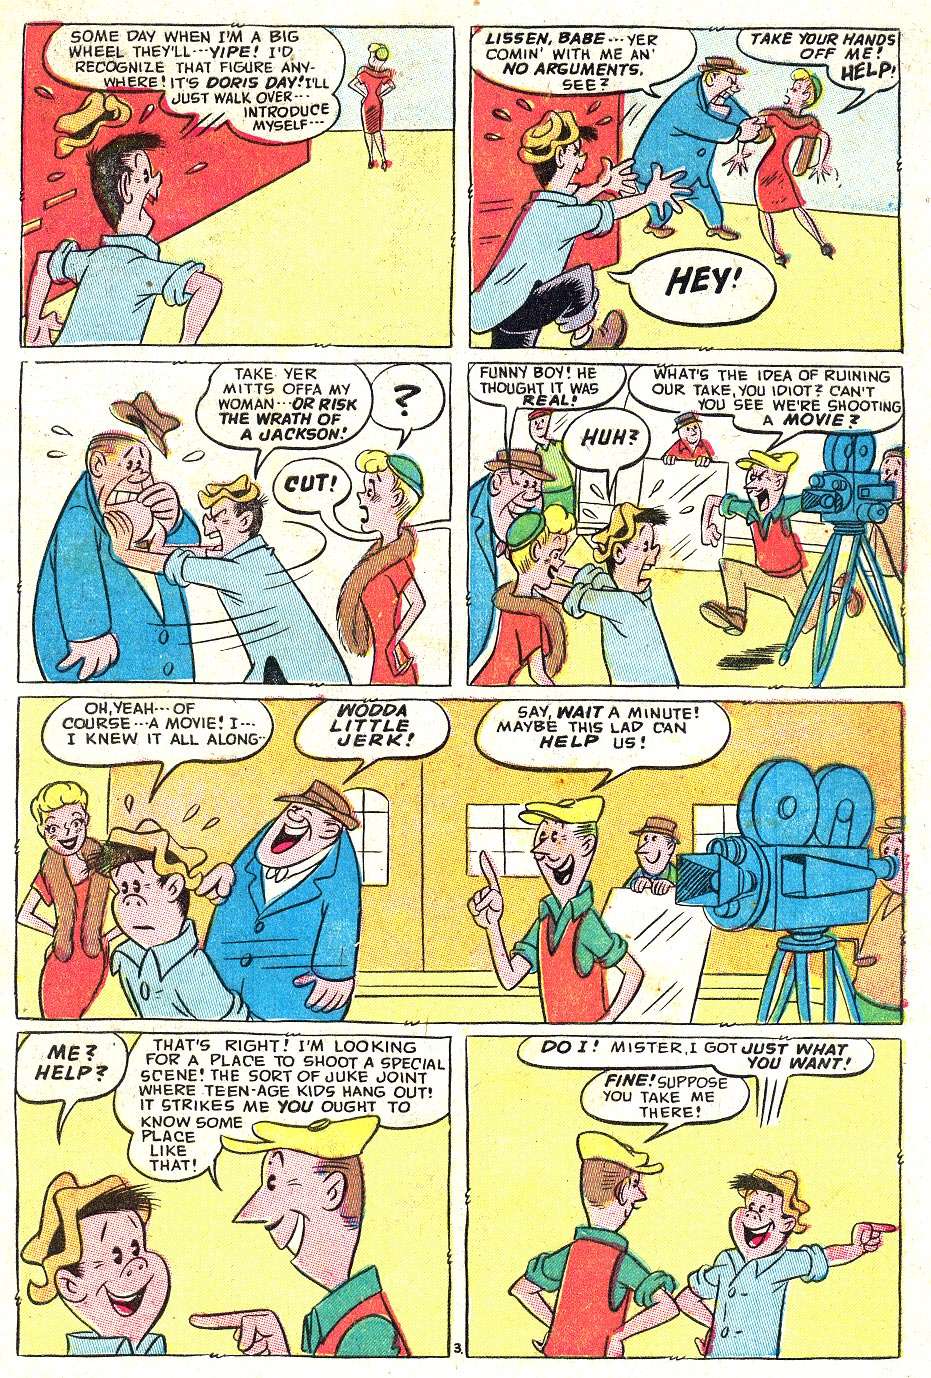 SOME DAY WHEN I'M A BIG
WHEEL THEY'LL---YIPE! I'D
RECOGNIZE THAT FIGURE ANY-
WHERE! IT'S DORIS DAY! I'LL
JUST WALK OVER---
INTRODUCE
MYSELF---
LISSEN, BABE---YER
COMIN' WITH ME AN'
NO ARGUMENTS,
SEE?
TAKE YOUR HANDS
OFF ME!
HELP!
HEY!
TAKE YER
MITTS OFFA MY
WOMAN---OR RISK
THE WRATH OF
A JACKSON!
CUT!
?
FUNNY BOY! HE
THOUGHT IT WAS
REAL!
HUH?
WHAT'S THE IDEA OF RUINING
OUR TAKE, YOU IDIOT? CAN'T
YOU SEE WE'RE SHOOTING
A MOVIE?
OH, YEAH---OF
COURSE---A MOVIE! I---
I KNEW IT ALL ALONG--
WODDA
LITTLE
JERK!
SAY, WAIT A MINUTE!
MAYBE THIS LAD CAN
HELP US!
ME?
HELP?
THAT'S RIGHT! I'M LOOKING
FOR A PLACE TO SHOOT A SPECIAL
SCENE! THE SORT OF JUKE JOINT
WHERE TEEN-AGE KIDS HANG OUT!
IT STRIKES ME YOU OUGHT TO
KNOW SOME
PLACE
LIKE
THAT!
3
DO I! MISTER, I GOT JUST WHAT
YOU WANT!
FINE! SUPPOSE
YOU TAKE ME
THERE!